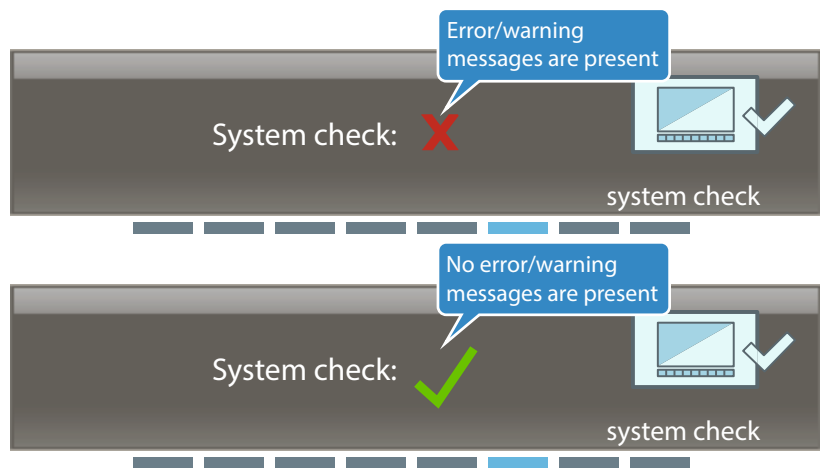 Error/warning
messages are present
System check:
system check
No error/warning
messages are present
System check:
system check